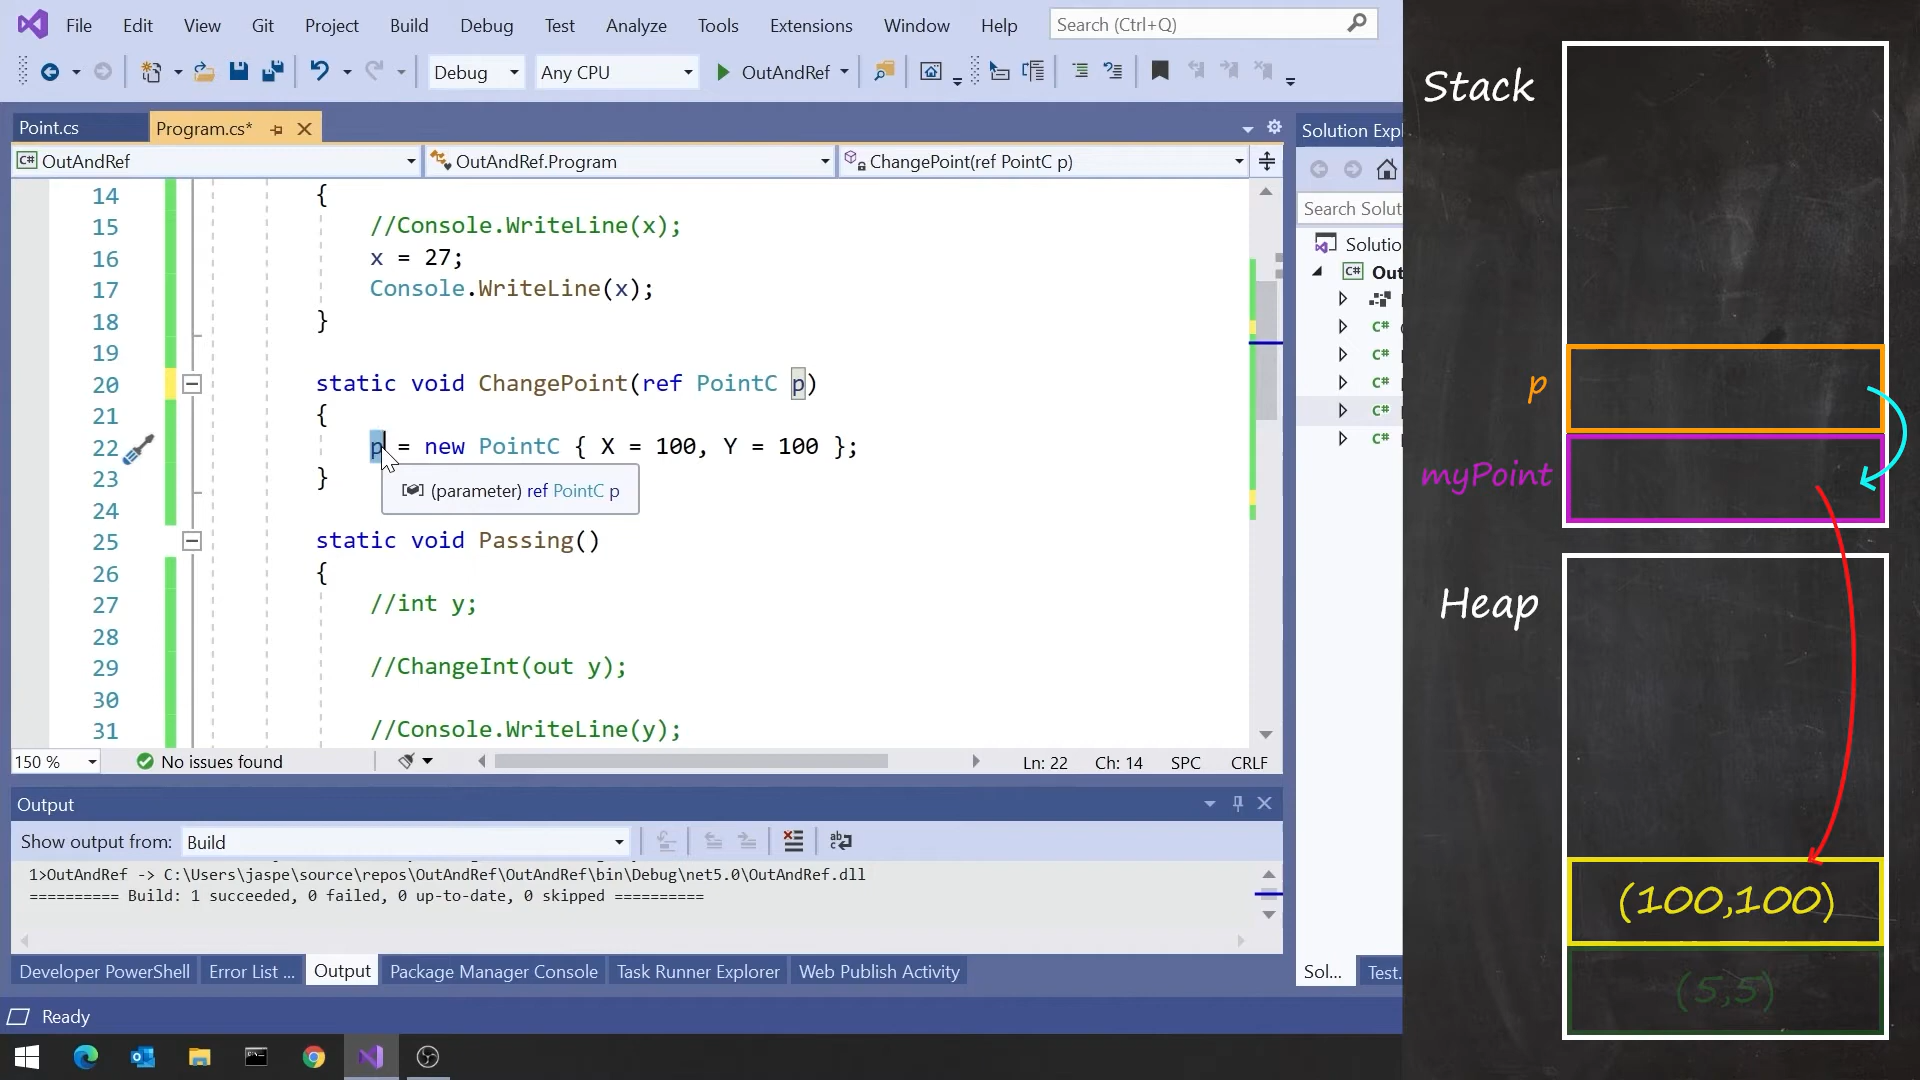 File Edit View Git Project Build Debug Test Analyze Tools Extensions Window Help Search (Ctrl+Q)
Debug Any CPU OutAndRef
Point.cs Program.cs*
C# OutAndRef OutAndRef.Program ChangePoint(ref PointC p)
14 {
15 //Console.WriteLine(x);
16 x = 27;
17 Console.WriteLine(x);
18 }
19
20 static void ChangePoint(ref PointC p)
21 {
22 p = new PointC { X = 100, Y = 100 };
23 }
(parameter) ref PointC p
24
25 static void Passing()
26 {
27 //int y;
28
29 //ChangeInt(out y);
30
31 //Console.WriteLine(y);
150 % No issues found Ln: 22 Ch: 14 SPC CRLF
Output
Show output from: Build
1>OutAndRef -> C:\Users\jaspe\source\repos\OutAndRef\OutAndRef\bin\Debug\net5.0\OutAndRef.dll
========== Build: 1 succeeded, 0 failed, 0 up-to-date, 0 skipped ==========
Developer PowerShell Error List ... Output Package Manager Console Task Runner Explorer Web Publish Activity
Ready
Solution Expl
Search Solut
Solutio
C# Out
C#
C#
C#
C#
C#
Sol... Test.
Stack
p
myPoint
Heap
(100,100)
(5,5)